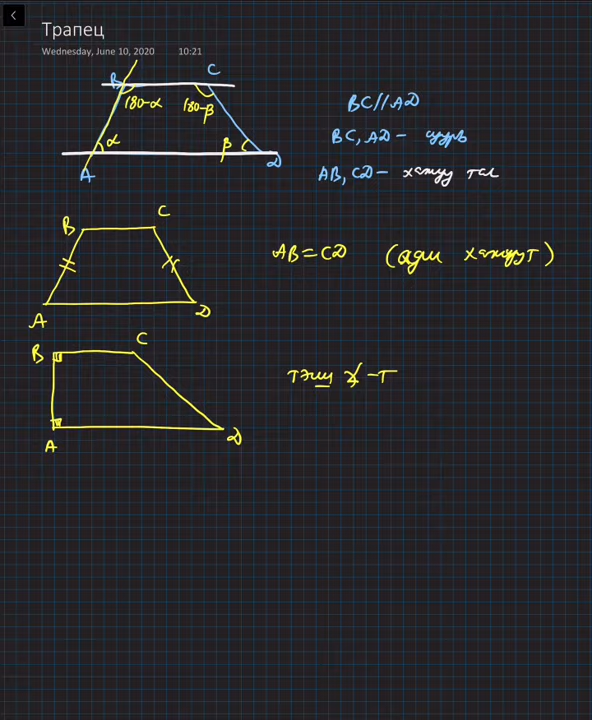 Трапец
Wednesday, June 10, 2020 10:21
B C
180-α 180-β
α β
A D
BC//AD
BC, AD - суурь
AB, CD - хажуу тал
B C
A D
AB=CD (адил хажуут)
B C
A D
тэгш ∡-т